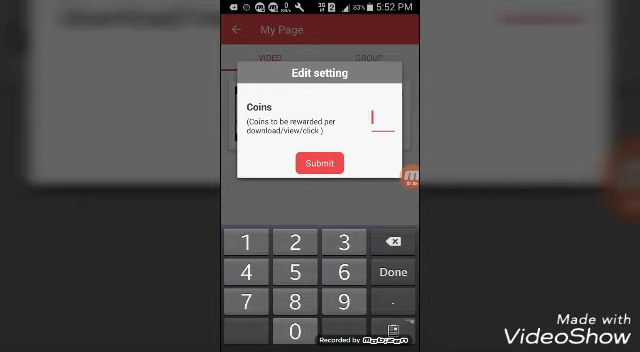 83% 5:52 PM
My Page
VIDEO GROUP
Edit setting
Coins
(Coins to be rewarded per
download/view/click )
Submit
1 2 3
4 5 6 Done
7 8 9 .
0
Recorded by Mobizen
Made with
VideoShow